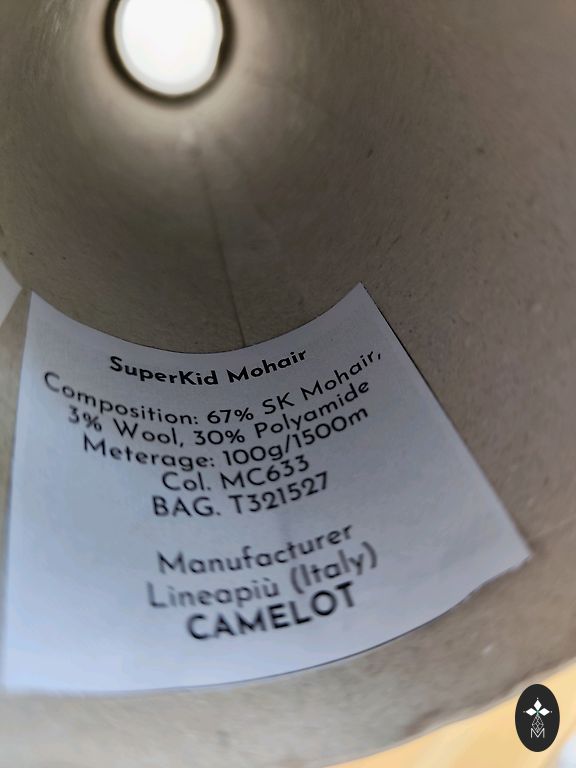 SuperKid Mohair
Composition: 67% SK Mohair,
3% Wool, 30% Polyamide
Meterage: 100g/1500m
Col. MC633
BAG. T321527
Manufacturer
Lineapiù (Italy)
CAMELOT
M